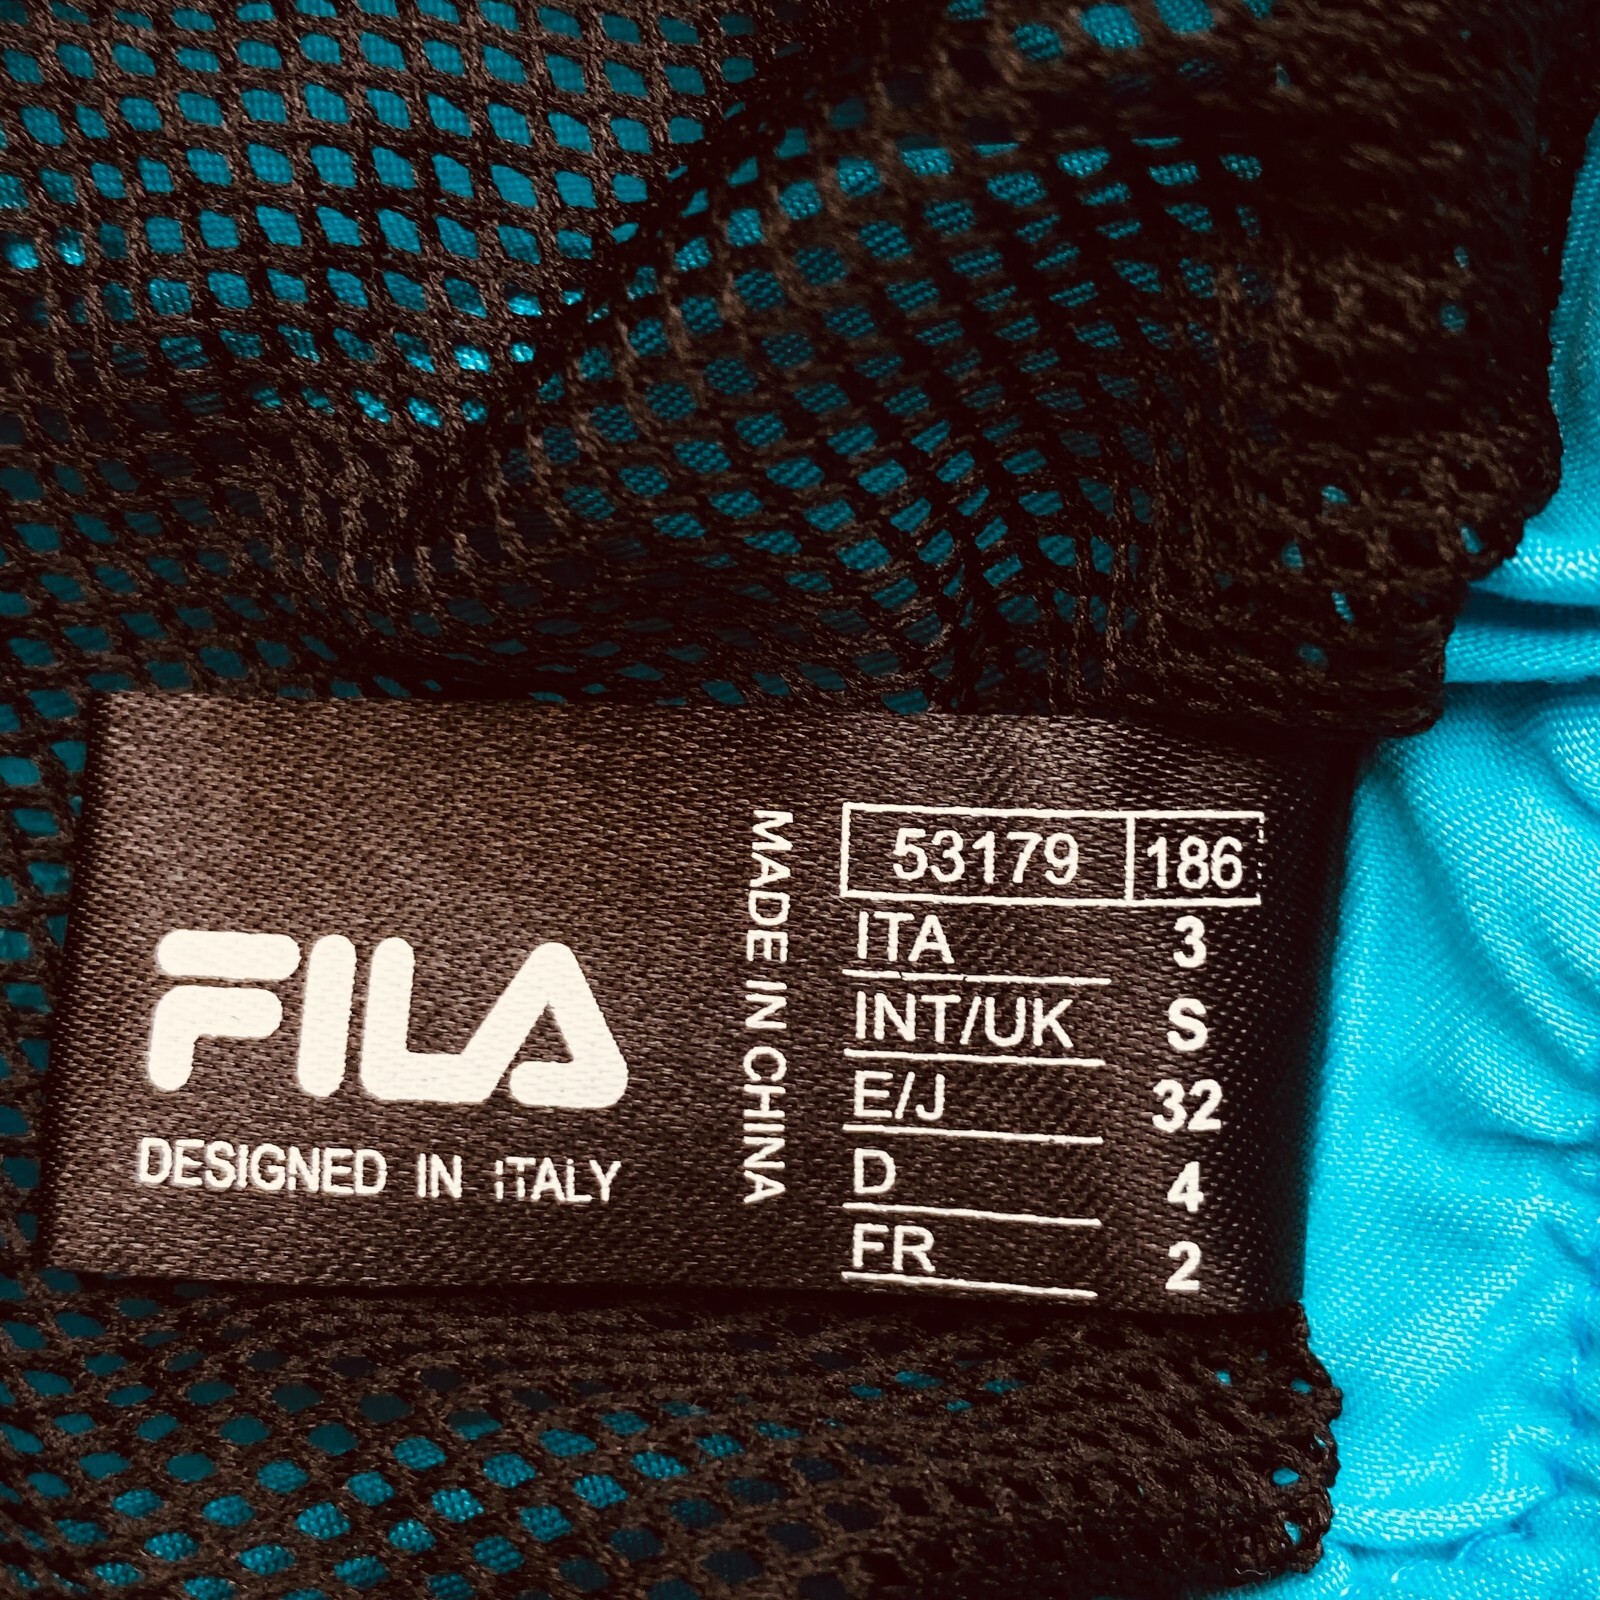 FILA
DESIGNED IN ITALY
MADE IN CHINA
53179 186
ITA 3
INT/UK S
E/J 32
D 4
FR 2